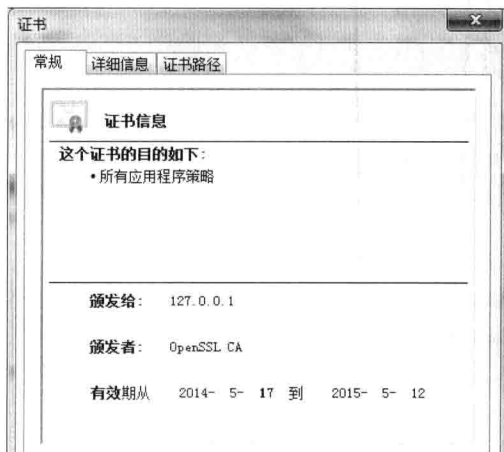 证书
常规 详细信息 证书路径
证书信息
这个证书的目的如下:
•所有应用程序策略
颁发给: 127.0.0.1
颁发者: OpenSSL CA
有效期从 2014- 5- 17 到 2015- 5- 12